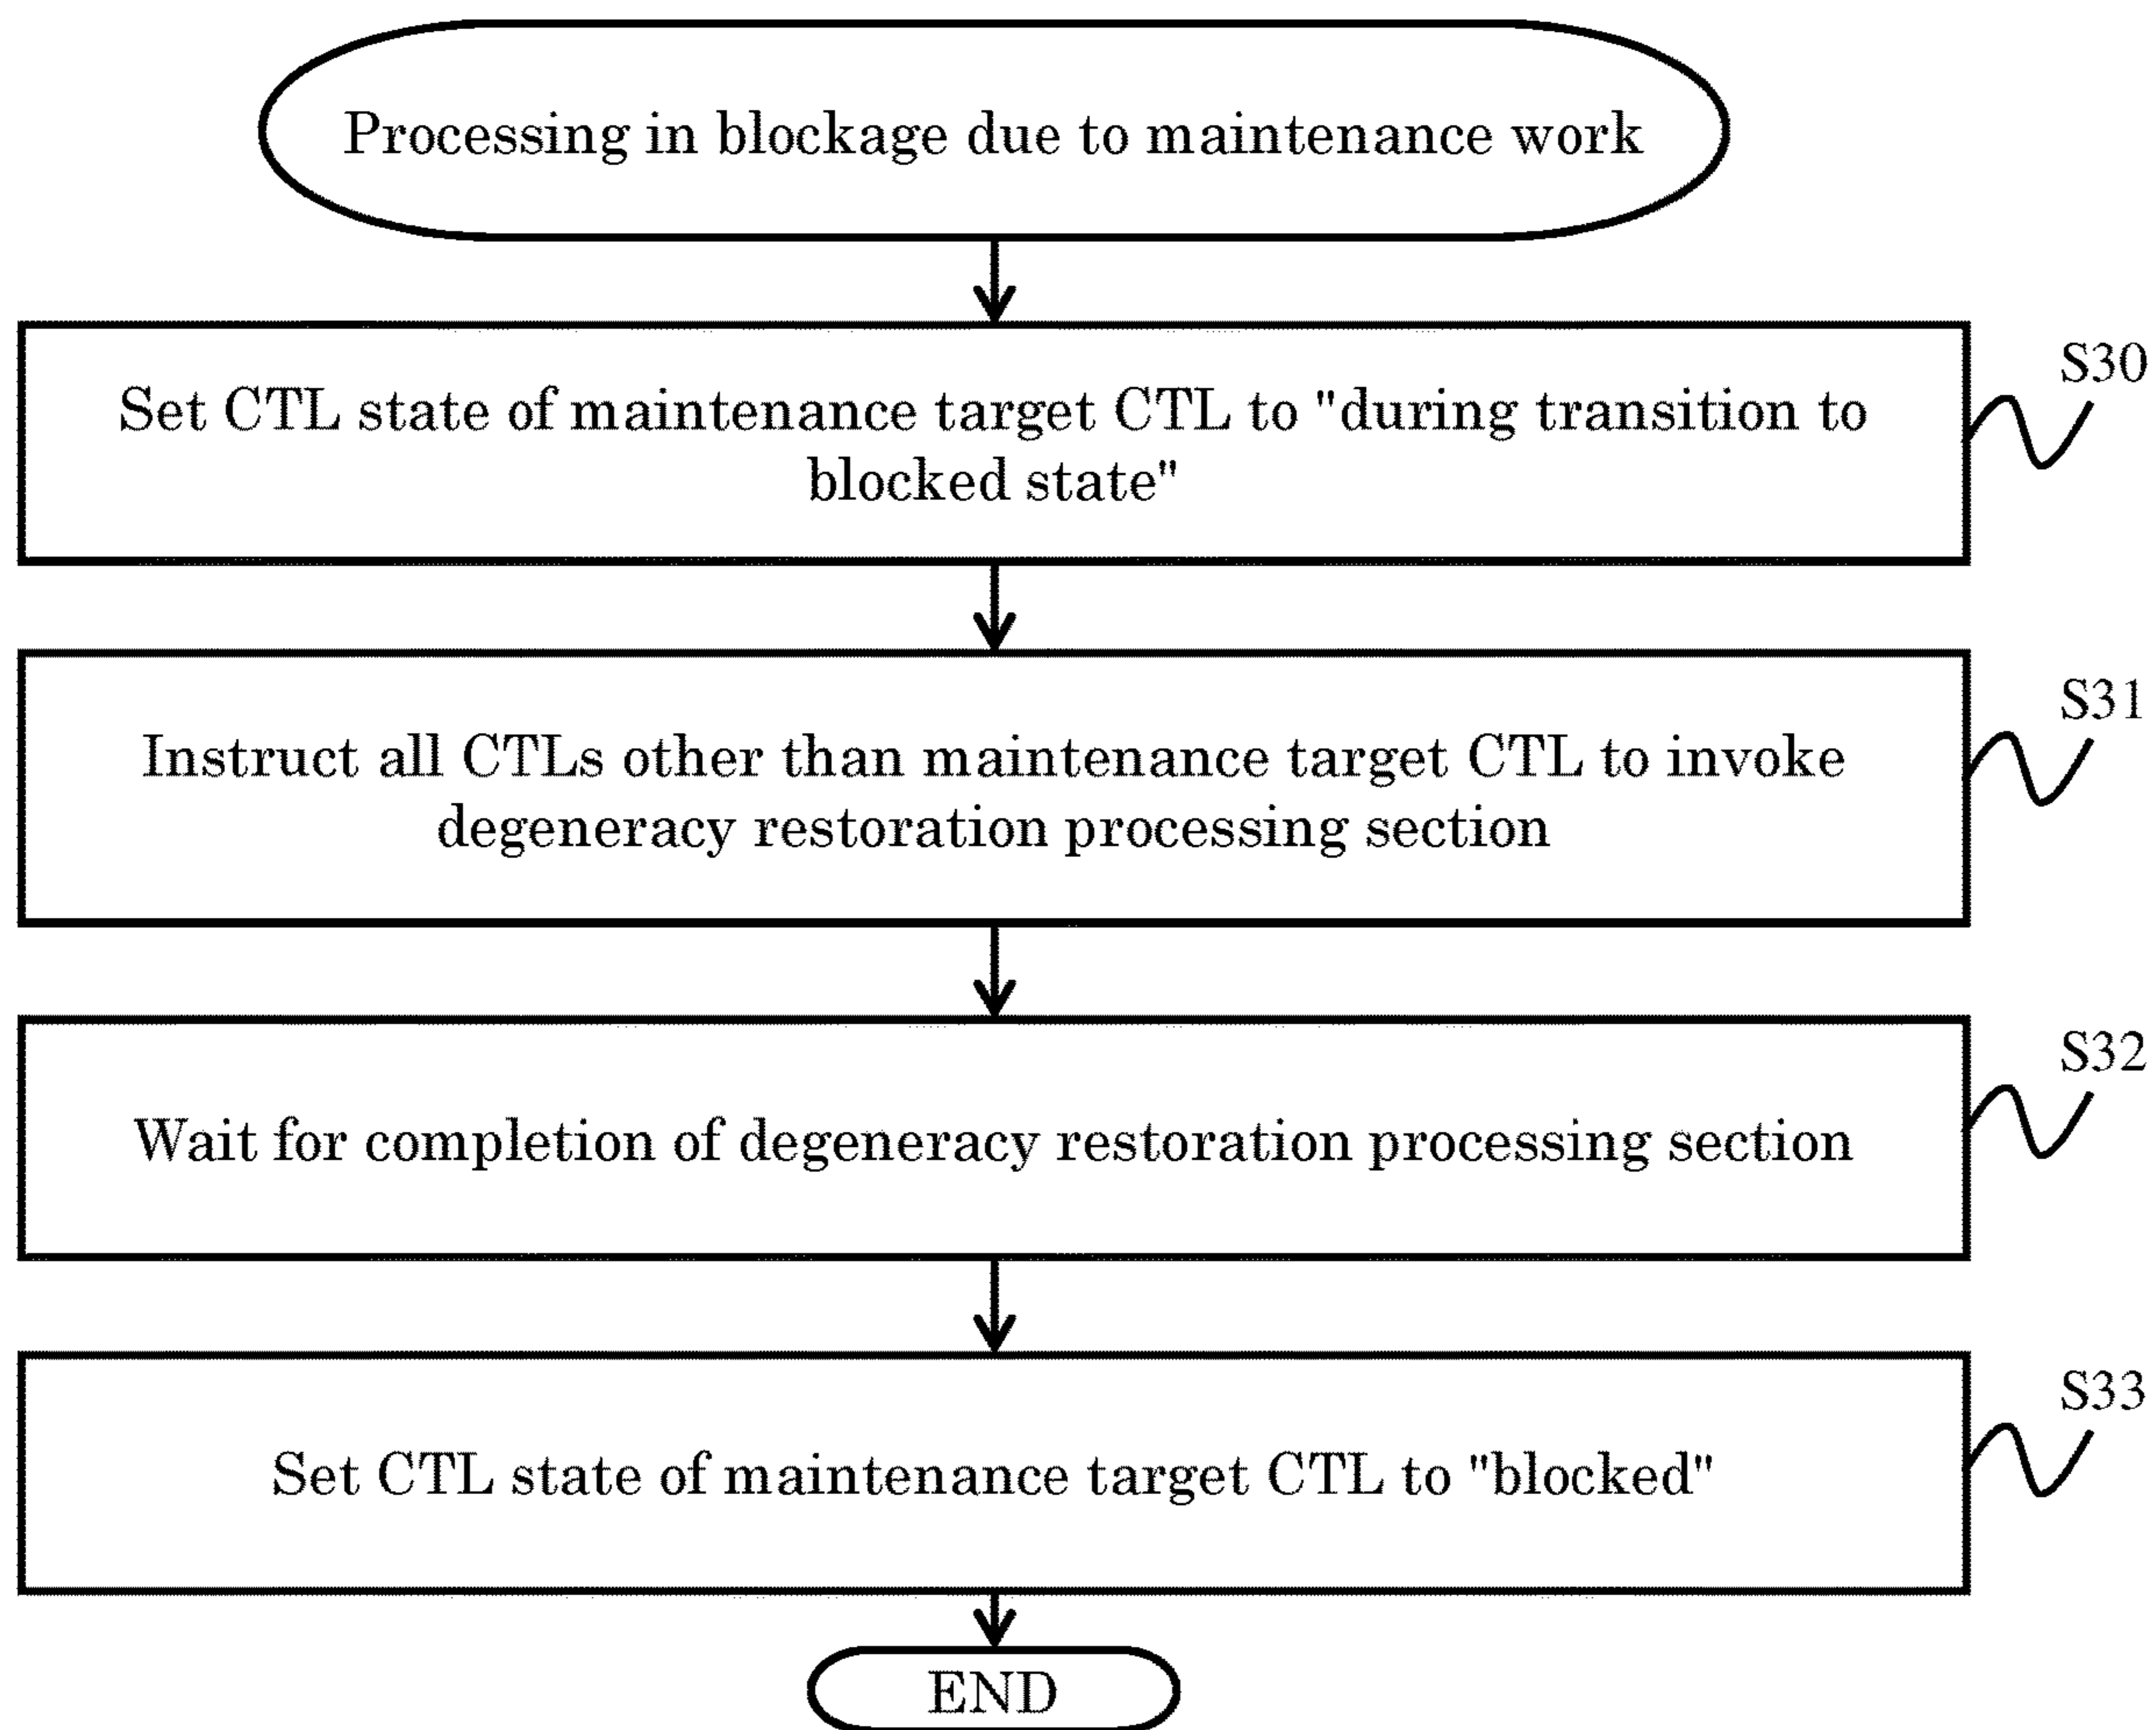 Processing in blockage due to maintenance work
S30
Set CTL state of maintenance target CTL to "during transition to
blocked state"
S31
Instruct all CTLs other than maintenance target CTL to invoke
degeneracy restoration processing section
S32
Wait for completion of degeneracy restoration processing section
S33
Set CTL state of maintenance target CTL to "blocked"
END